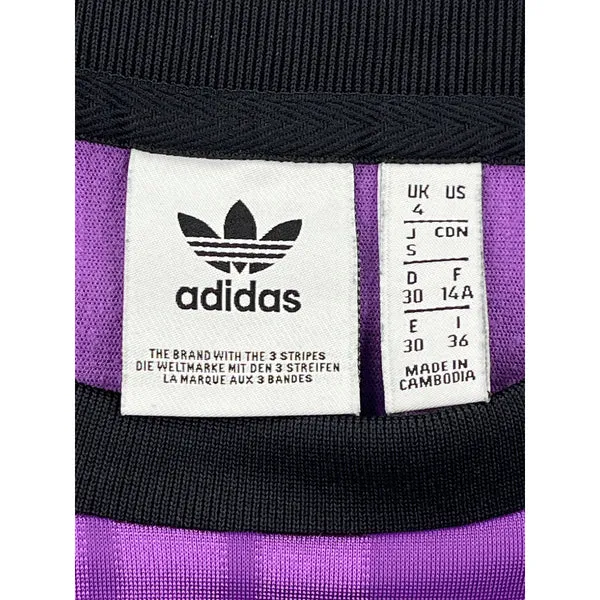 adidas
THE BRAND WITH THE 3 STRIPES
DIE WELTMARKE MIT DEN 3 STREIFEN
LA MARQUE AUX 3 BANDES
UK US
4
J CDN
S
D F
30 14A
E I
30 36
MADE IN
CAMBODIA